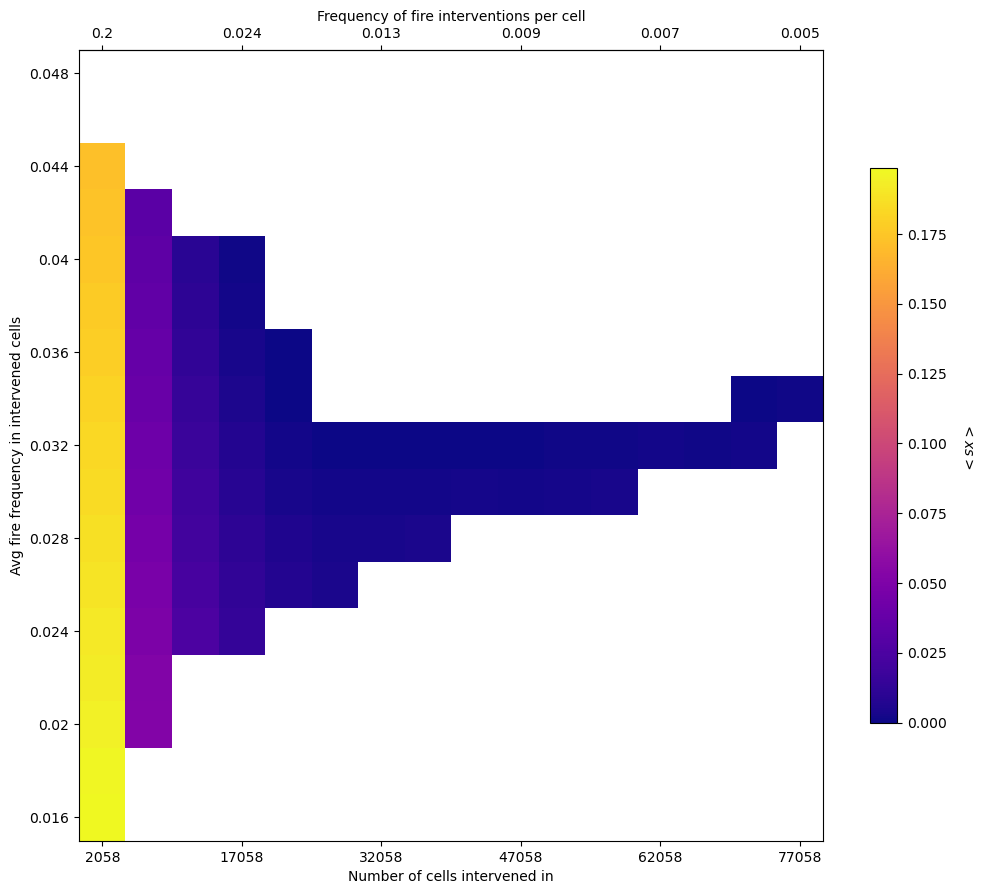 Frequency of fire interventions per cell
0.2 0.024 0.013 0.009 0.007 0.005
Avg fire frequency in intervened cells
0.048
0.044
0.04
0.036
0.032
0.028
0.024
0.02
0.016
2058 17058 32058 47058 62058 77058
Number of cells intervened in
0.175
0.150
0.125
0.100
0.075
0.050
0.025
0.000
< sx >